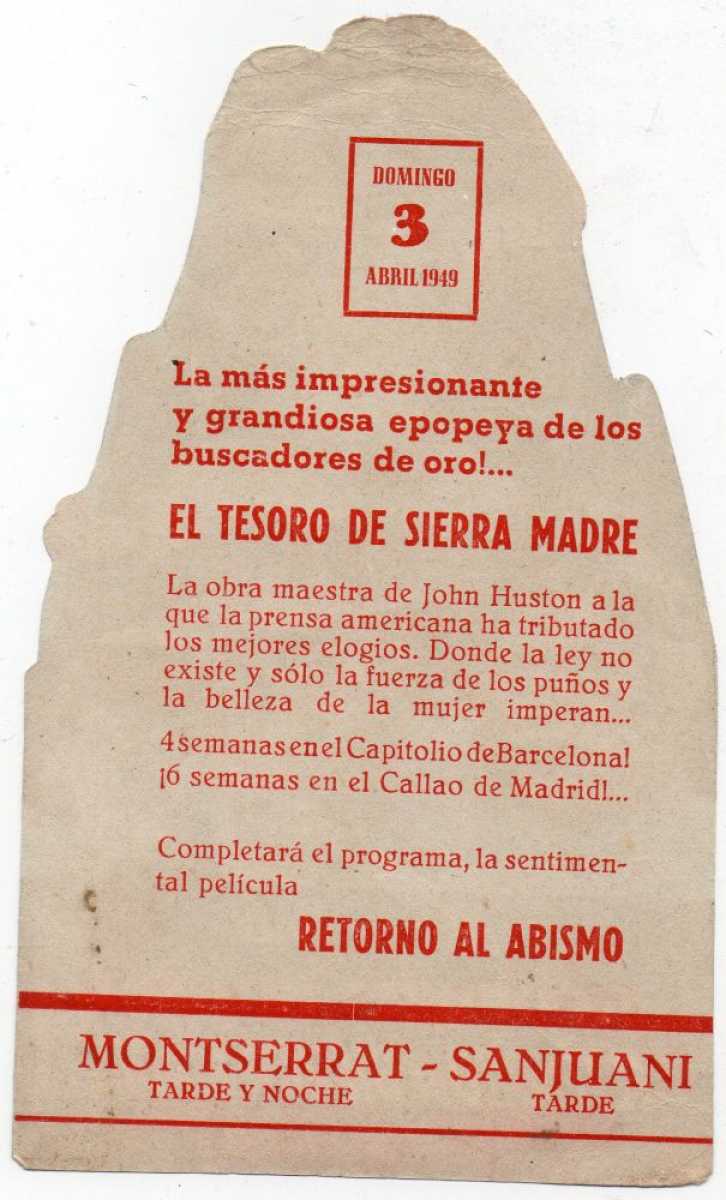 DOMINGO
3
ABRIL 1949
La más impresionante
y grandiosa epopeya de los
buscadores de oro!...
EL TESORO DE SIERRA MADRE
La obra maestra de John Huston a la
que la prensa americana ha tributado
los mejores elogios. Donde la ley no
existe y sólo la fuerza de los puños y
la belleza de la mujer imperan...
4 semanas en el Capitolio de Barcelona!
¡6 semanas en el Callao de Madrid!...
Completará el programa, la sentimen-
tal película
RETORNO AL ABISMO
MONTSERRAT - SANJUANI
TARDE Y NOCHE TARDE